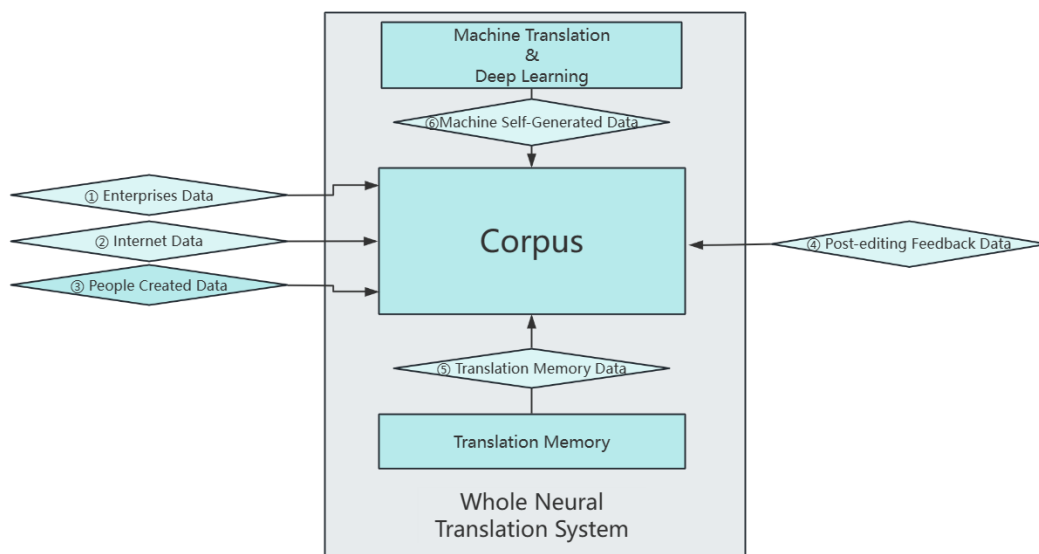 Machine Translation
&
Deep Learning
⑥Machine Self-Generated Data
① Enterprises Data
② Internet Data
③ People Created Data
Corpus
④ Post-editing Feedback Data
⑤ Translation Memory Data
Translation Memory
Whole Neural
Translation System